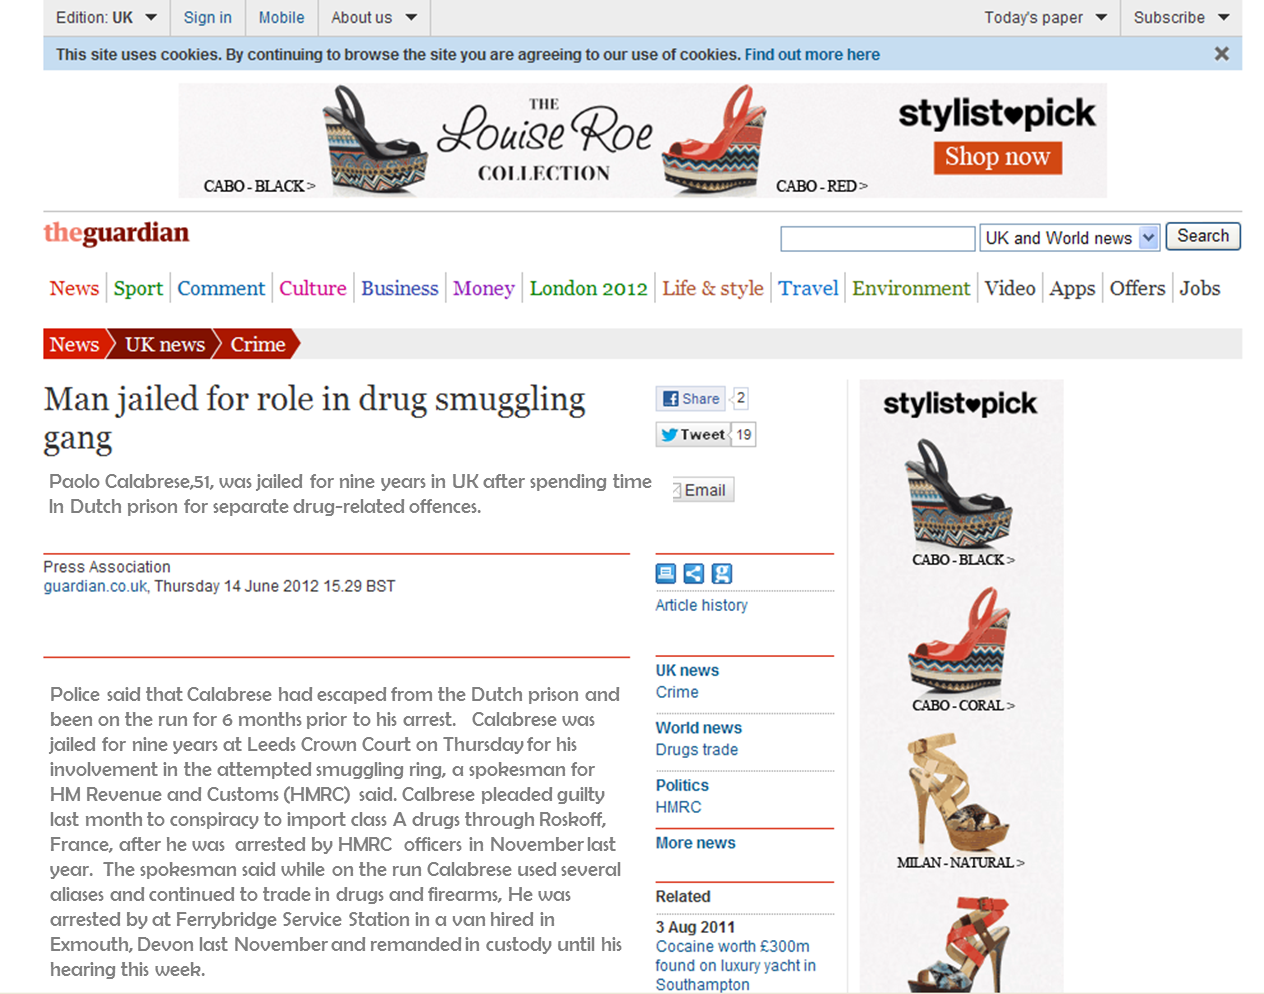 Edition: UK Sign in Mobile About us Today's paper Subscribe
This site uses cookies. By continuing to browse the site you are agreeing to our use of cookies. Find out more here
THE
Louise Roe
COLLECTION
CABO - BLACK >
CABO - RED >
stylist pick
Shop now
theguardian
UK and World news Search
News Sport Comment Culture Business Money London 2012 Life & style Travel Environment Video Apps Offers Jobs
News UK news Crime
Man jailed for role in drug smuggling
gang
Paolo Calabrese,51, was jailed for nine years in UK after spending time
In Dutch prison for separate drug-related offences.
Press Association
guardian.co.uk, Thursday 14 June 2012 15.29 BST
Police said that Calabrese had escaped from the Dutch prison and
been on the run for 6 months prior to his arrest. Calabrese was
jailed for nine years at Leeds Crown Court on Thursday for his
involvement in the attempted smuggling ring, a spokesman for
HM Revenue and Customs (HMRC) said. Calbrese pleaded guilty
last month to conspiracy to import class A drugs through Roskoff,
France, after he was arrested by HMRC officers in November last
year. The spokesman said while on the run Calabrese used several
aliases and continued to trade in drugs and firearms, He was
arrested by at Ferrybridge Service Station in a van hired in
Exmouth, Devon last November and remanded in custody until his
hearing this week.
Share 2
Tweet 19
Email
Article history
UK news
Crime
World news
Drugs trade
Politics
HMRC
More news
Related
3 Aug 2011
Cocaine worth £300m
found on luxury yacht in
Southampton
stylist pick
CABO - BLACK >
CABO - CORAL >
MILAN - NATURAL >